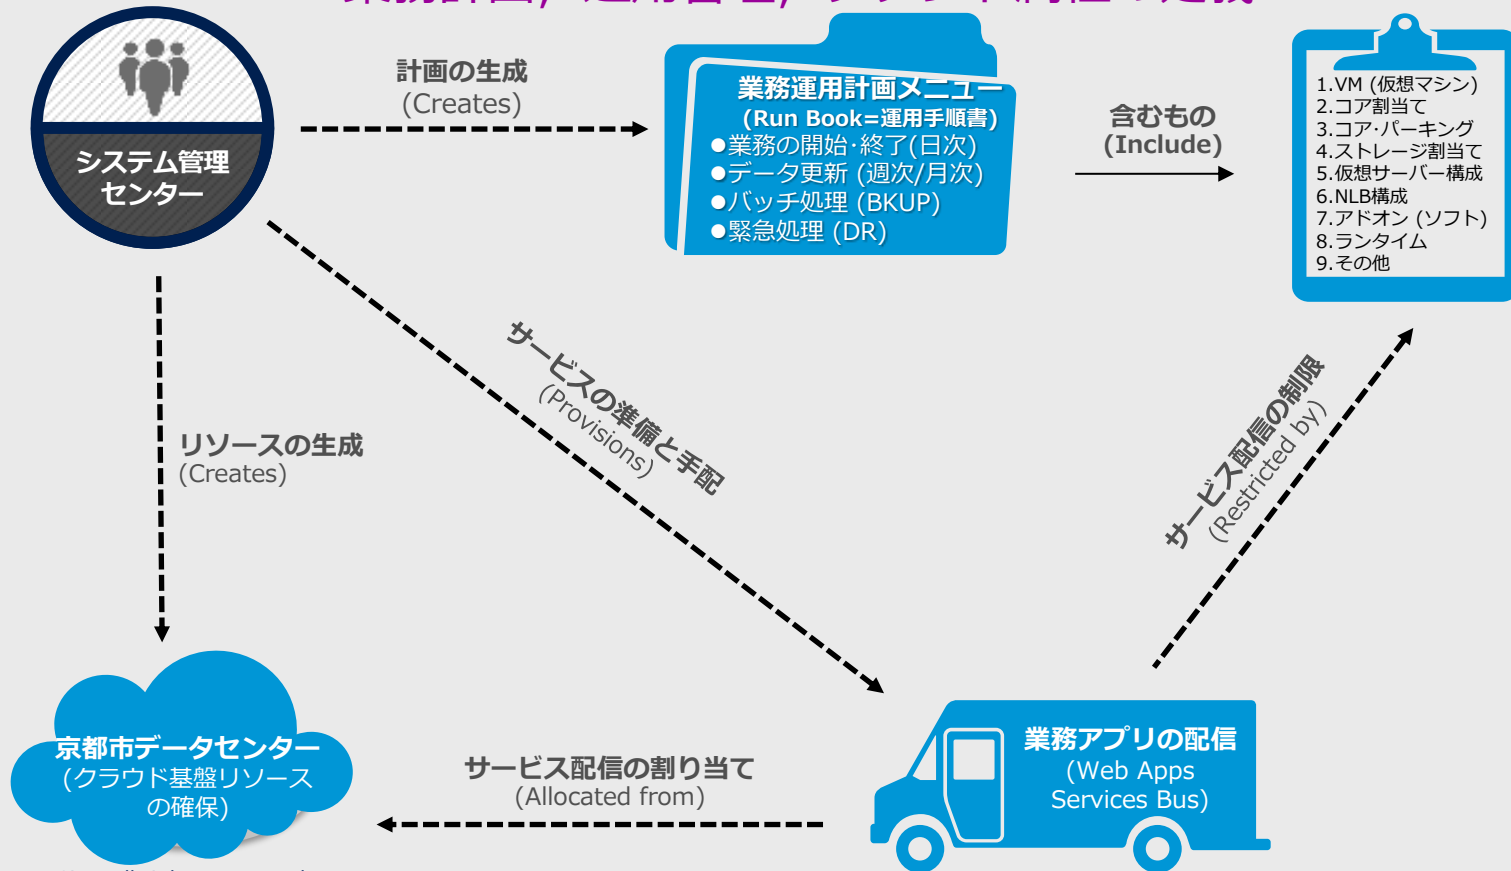 計画の生成
(Creates)
業務運用計画メニュー
(Run Book=運用手順書)
●業務の開始･終了(日次)
●データ更新 (週次/月次)
●バッチ処理 (BKUP)
●緊急処理 (DR)
含むもの
(Include)
1.VM (仮想マシン)
2.コア割当て
3.コア･パーキング
4.ストレージ割当て
5.仮想サーバー構成
6.NLB構成
7.アドオン (ソフト)
8.ランタイム
9.その他
システム管理
センター
サービスの準備と手配
(Provisions)
サービス配信の制限
(Restricted by)
リソースの生成
(Creates)
京都市データセンター
(クラウド基盤リソース
の確保)
サービス配信の割り当て
(Allocated from)
業務アプリの配信
(Web Apps
Services Bus)